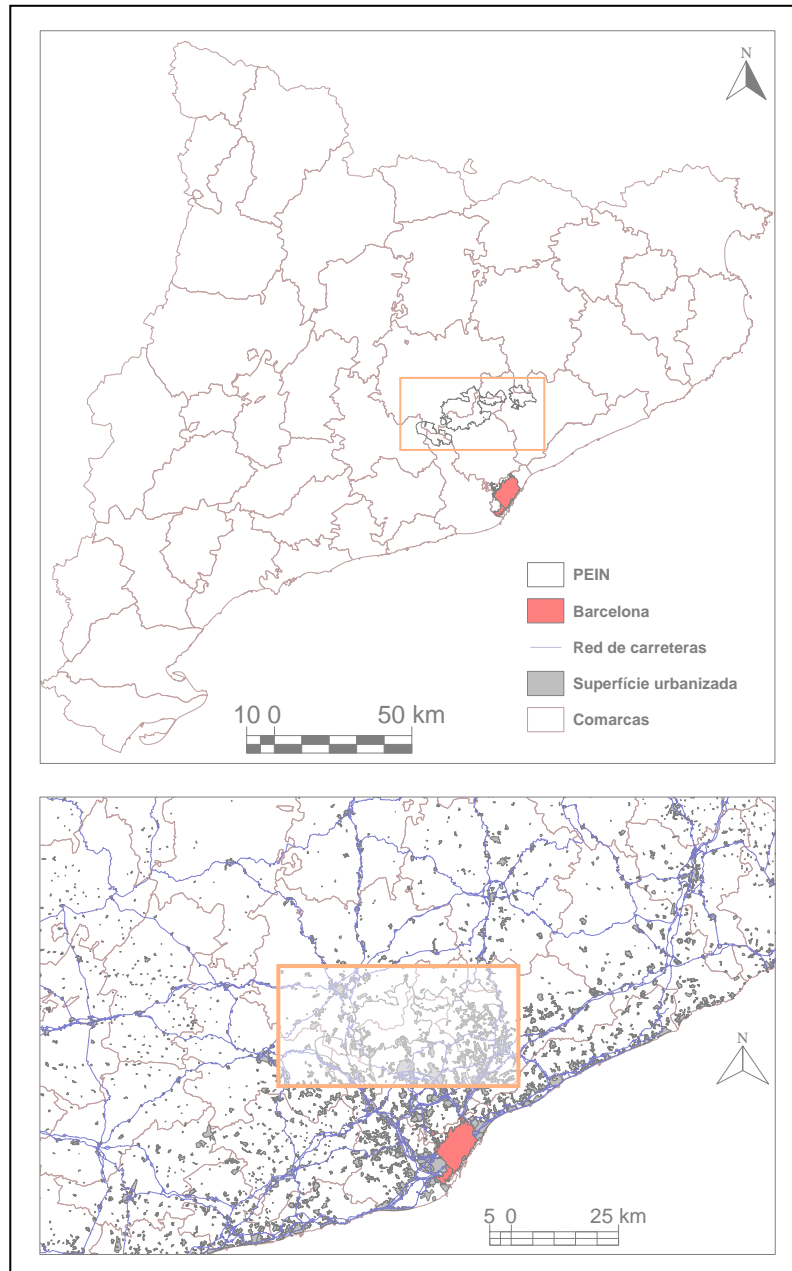 N
PEIN
Barcelona
Red de carreteras
Superfície urbanizada
Comarcas
10 0 50 km
N
5 0 25 km